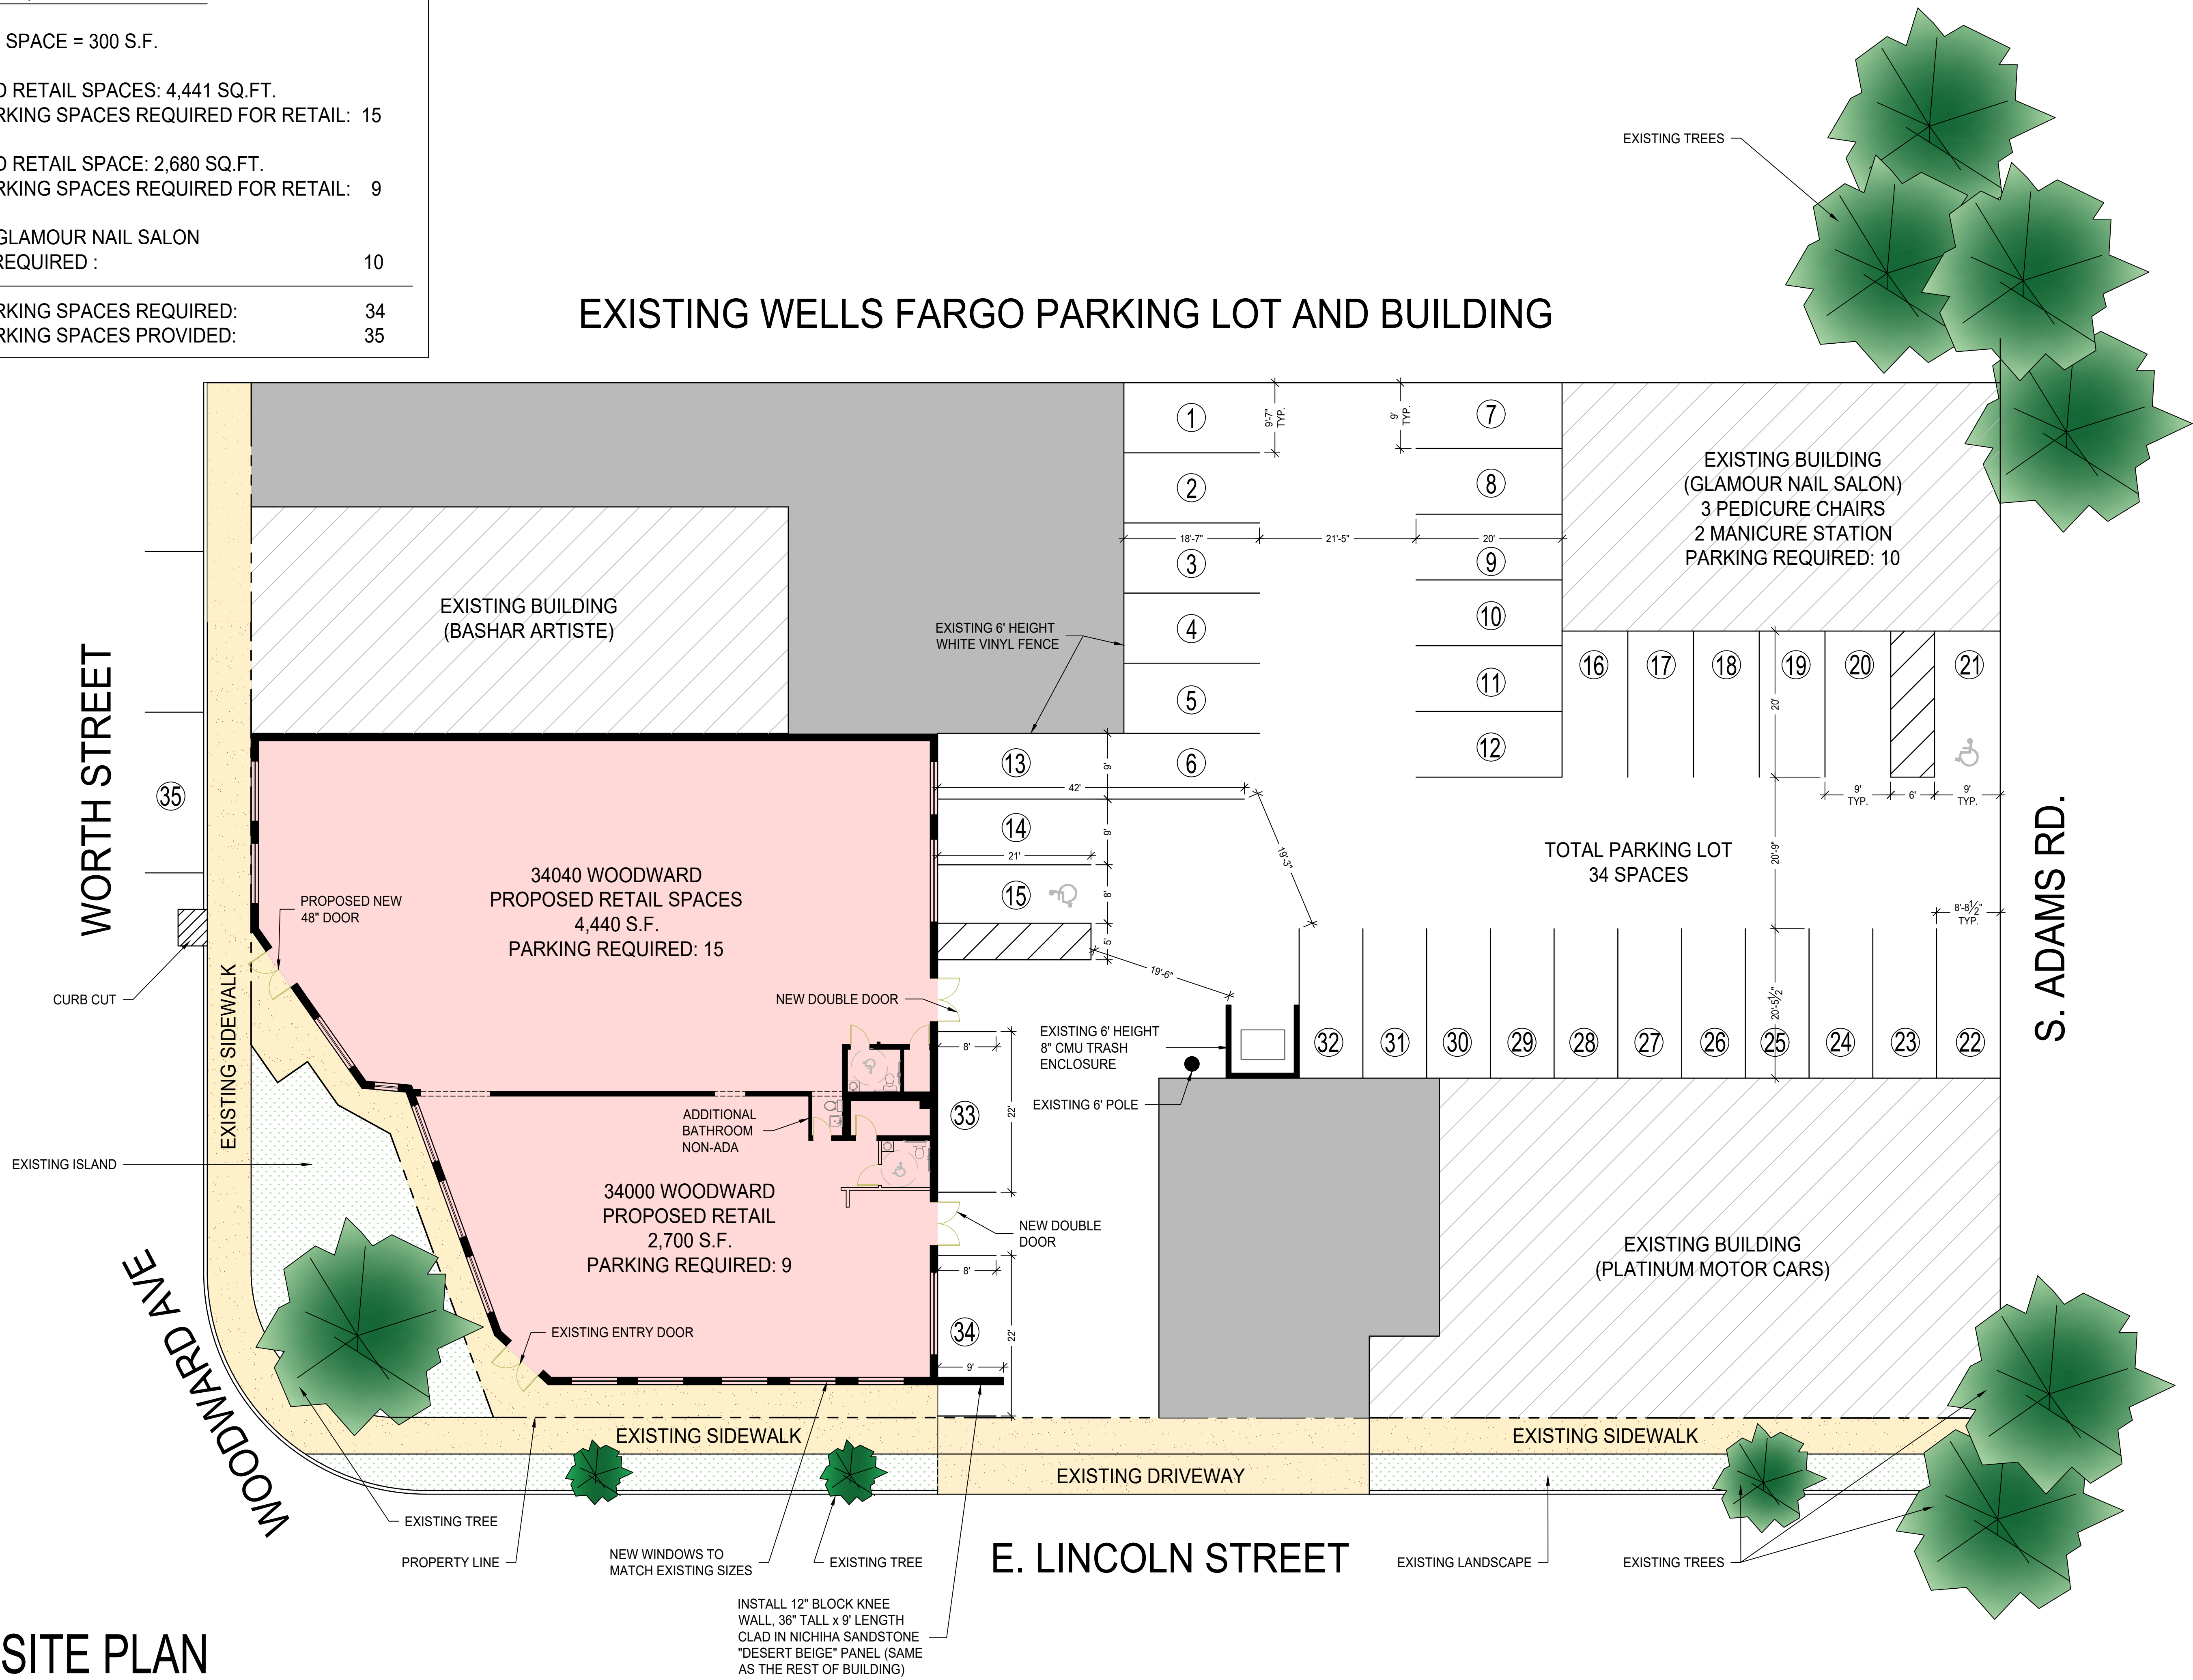 SPACE = 300 S.F.
RETAIL SPACES: 4,441 SQ.FT.
SPACES REQUIRED FOR RETAIL: 15
RETAIL SPACE: 2,680 SQ.FT.
SPACES REQUIRED FOR RETAIL: 9
GLAMOUR NAIL SALON
REQUIRED : 10
SPACES REQUIRED: 34
SPACES PROVIDED: 35
EXISTING TREES
EXISTING WELLS FARGO PARKING LOT AND BUILDING
1
2
3
4
5
6
9'-7"
TYP.
9'
TYP.
18'-7"
21'-5"
20'
7
8
9
10
11
12
EXISTING BUILDING
(GLAMOUR NAIL SALON)
3 PEDICURE CHAIRS
2 MANICURE STATION
PARKING REQUIRED: 10
EXISTING BUILDING
(BASHAR ARTISTE)
EXISTING 6' HEIGHT
WHITE VINYL FENCE
WORTH STREET
35
16
17
18
19
20
21
20'
9'
TYP.
6'
9'
TYP.
13
9'
42'
14
9'
21'
15
8'
5'
19'-3"
19'-6"
TOTAL PARKING LOT
34 SPACES
20'-9"
8'-8½"
TYP.
20'-5½"
S. ADAMS RD.
34040 WOODWARD
PROPOSED RETAIL SPACES
4,440 S.F.
PARKING REQUIRED: 15
PROPOSED NEW
48" DOOR
CURB CUT
EXISTING SIDEWALK
NEW DOUBLE DOOR
8'
EXISTING 6' HEIGHT
8" CMU TRASH
ENCLOSURE
32
31
30
29
28
27
26
25
24
23
22
EXISTING 6' POLE
33
22'
ADDITIONAL
BATHROOM
NON-ADA
EXISTING ISLAND
34000 WOODWARD
PROPOSED RETAIL
2,700 S.F.
PARKING REQUIRED: 9
NEW DOUBLE
DOOR
8'
34
22'
9'
EXISTING BUILDING
(PLATINUM MOTOR CARS)
EXISTING ENTRY DOOR
WOODWARD AVE
EXISTING SIDEWALK
EXISTING SIDEWALK
EXISTING DRIVEWAY
EXISTING TREE
PROPERTY LINE
NEW WINDOWS TO
MATCH EXISTING SIZES
EXISTING TREE
E. LINCOLN STREET
EXISTING LANDSCAPE
EXISTING TREES
INSTALL 12" BLOCK KNEE
WALL, 36" TALL x 9' LENGTH
CLAD IN NICHIHA SANDSTONE
"DESERT BEIGE" PANEL (SAME
AS THE REST OF BUILDING)
SITE PLAN